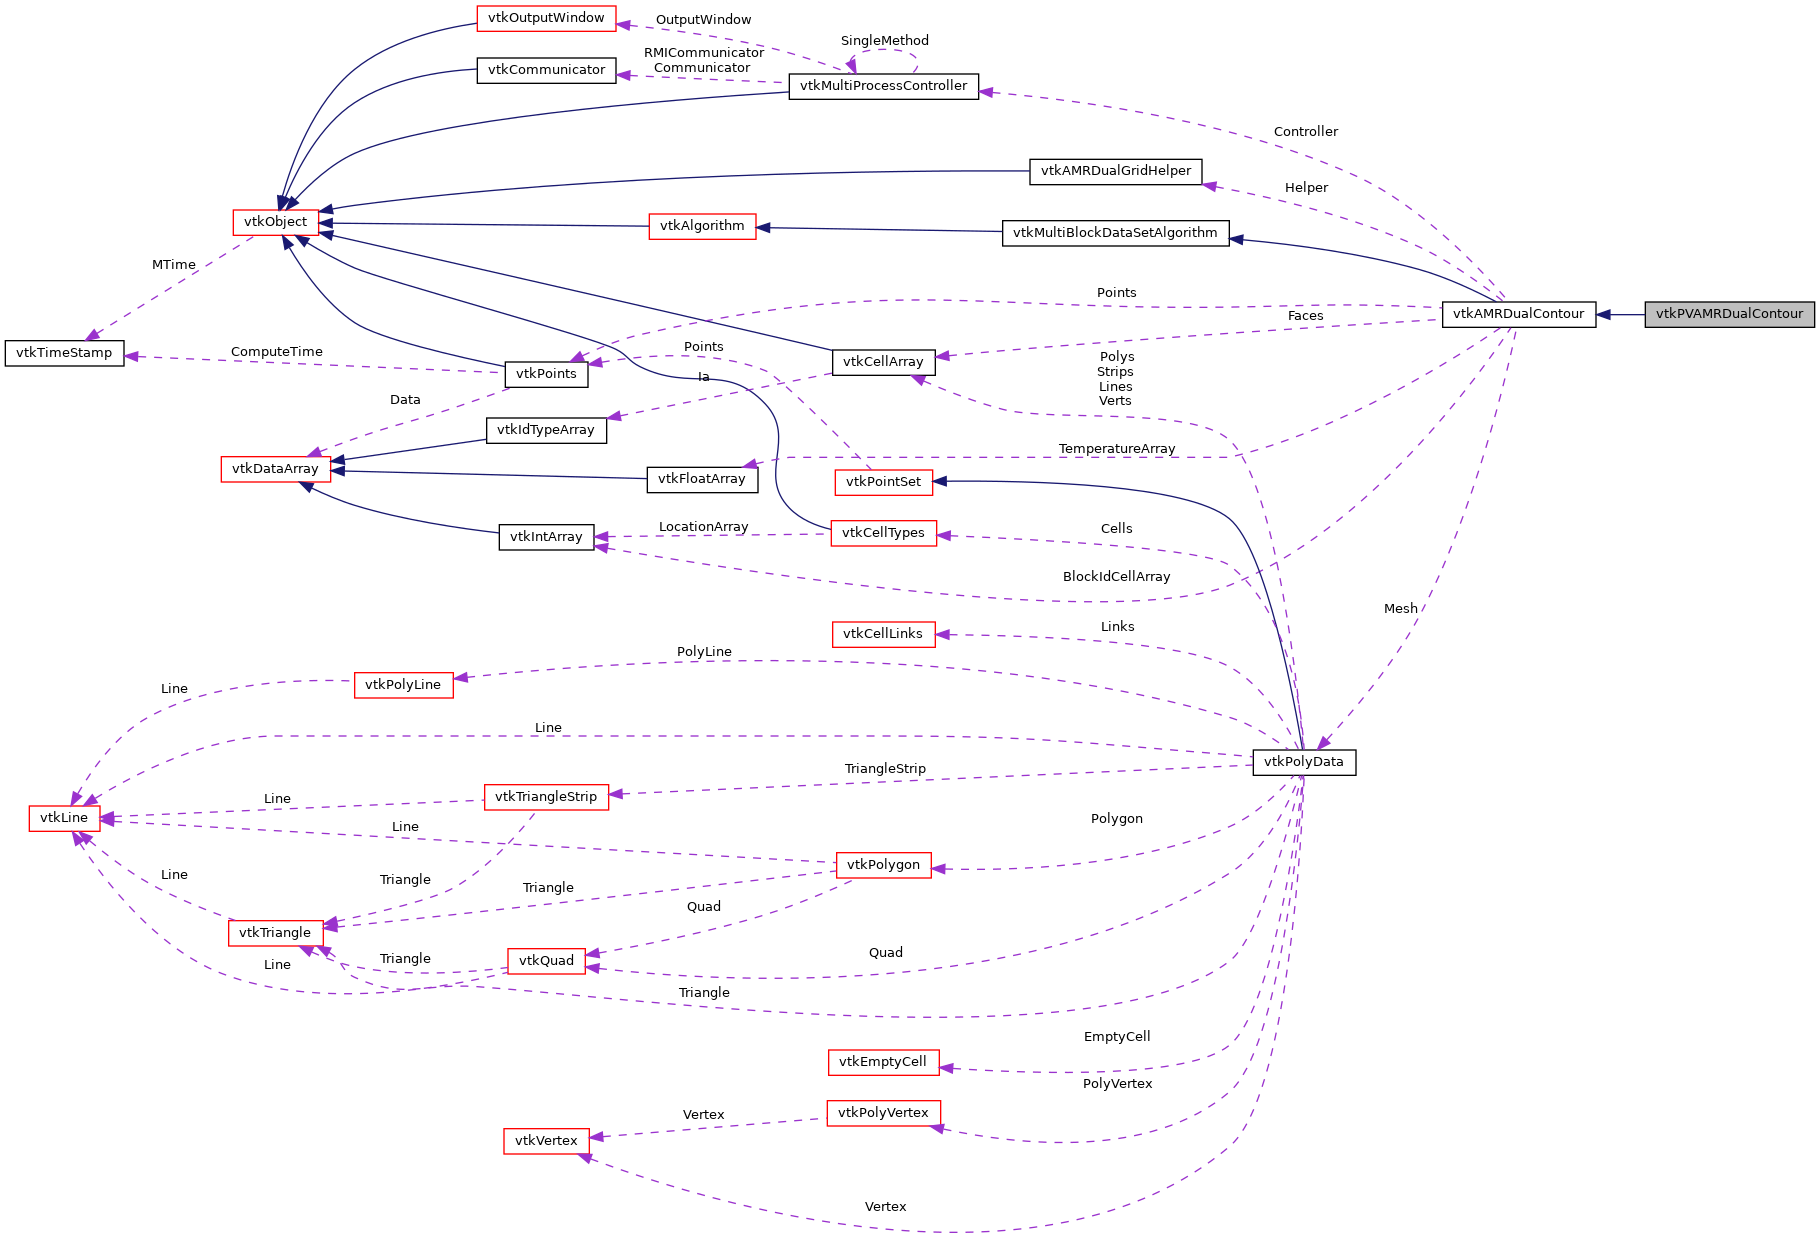 vtkOutputWindow
OutputWindow
SingleMethod
RMICommunicator
Communicator
vtkCommunicator
vtkMultiProcessController
Controller
vtkAMRDualGridHelper
Helper
vtkObject
vtkAlgorithm
vtkMultiBlockDataSetAlgorithm
MTime
Points
vtkAMRDualContour
vtkPVAMRDualContour
Faces
vtkTimeStamp
ComputeTime
Points
vtkCellArray
Polys
Strips
Lines
Verts
vtkPoints
Ia
Data
vtkIdTypeArray
TemperatureArray
vtkDataArray
vtkFloatArray
vtkPointSet
vtkIntArray
LocationArray
vtkCellTypes
Cells
BlockIdCellArray
Mesh
vtkCellLinks
Links
PolyLine
Line
vtkPolyLine
Line
vtkPolyData
TriangleStrip
vtkTriangleStrip
Line
vtkLine
Line
Polygon
vtkPolygon
Line
Triangle
Triangle
Quad
vtkTriangle
Quad
Triangle
vtkQuad
Line
Triangle
EmptyCell
vtkEmptyCell
PolyVertex
Vertex
vtkPolyVertex
vtkVertex
Vertex